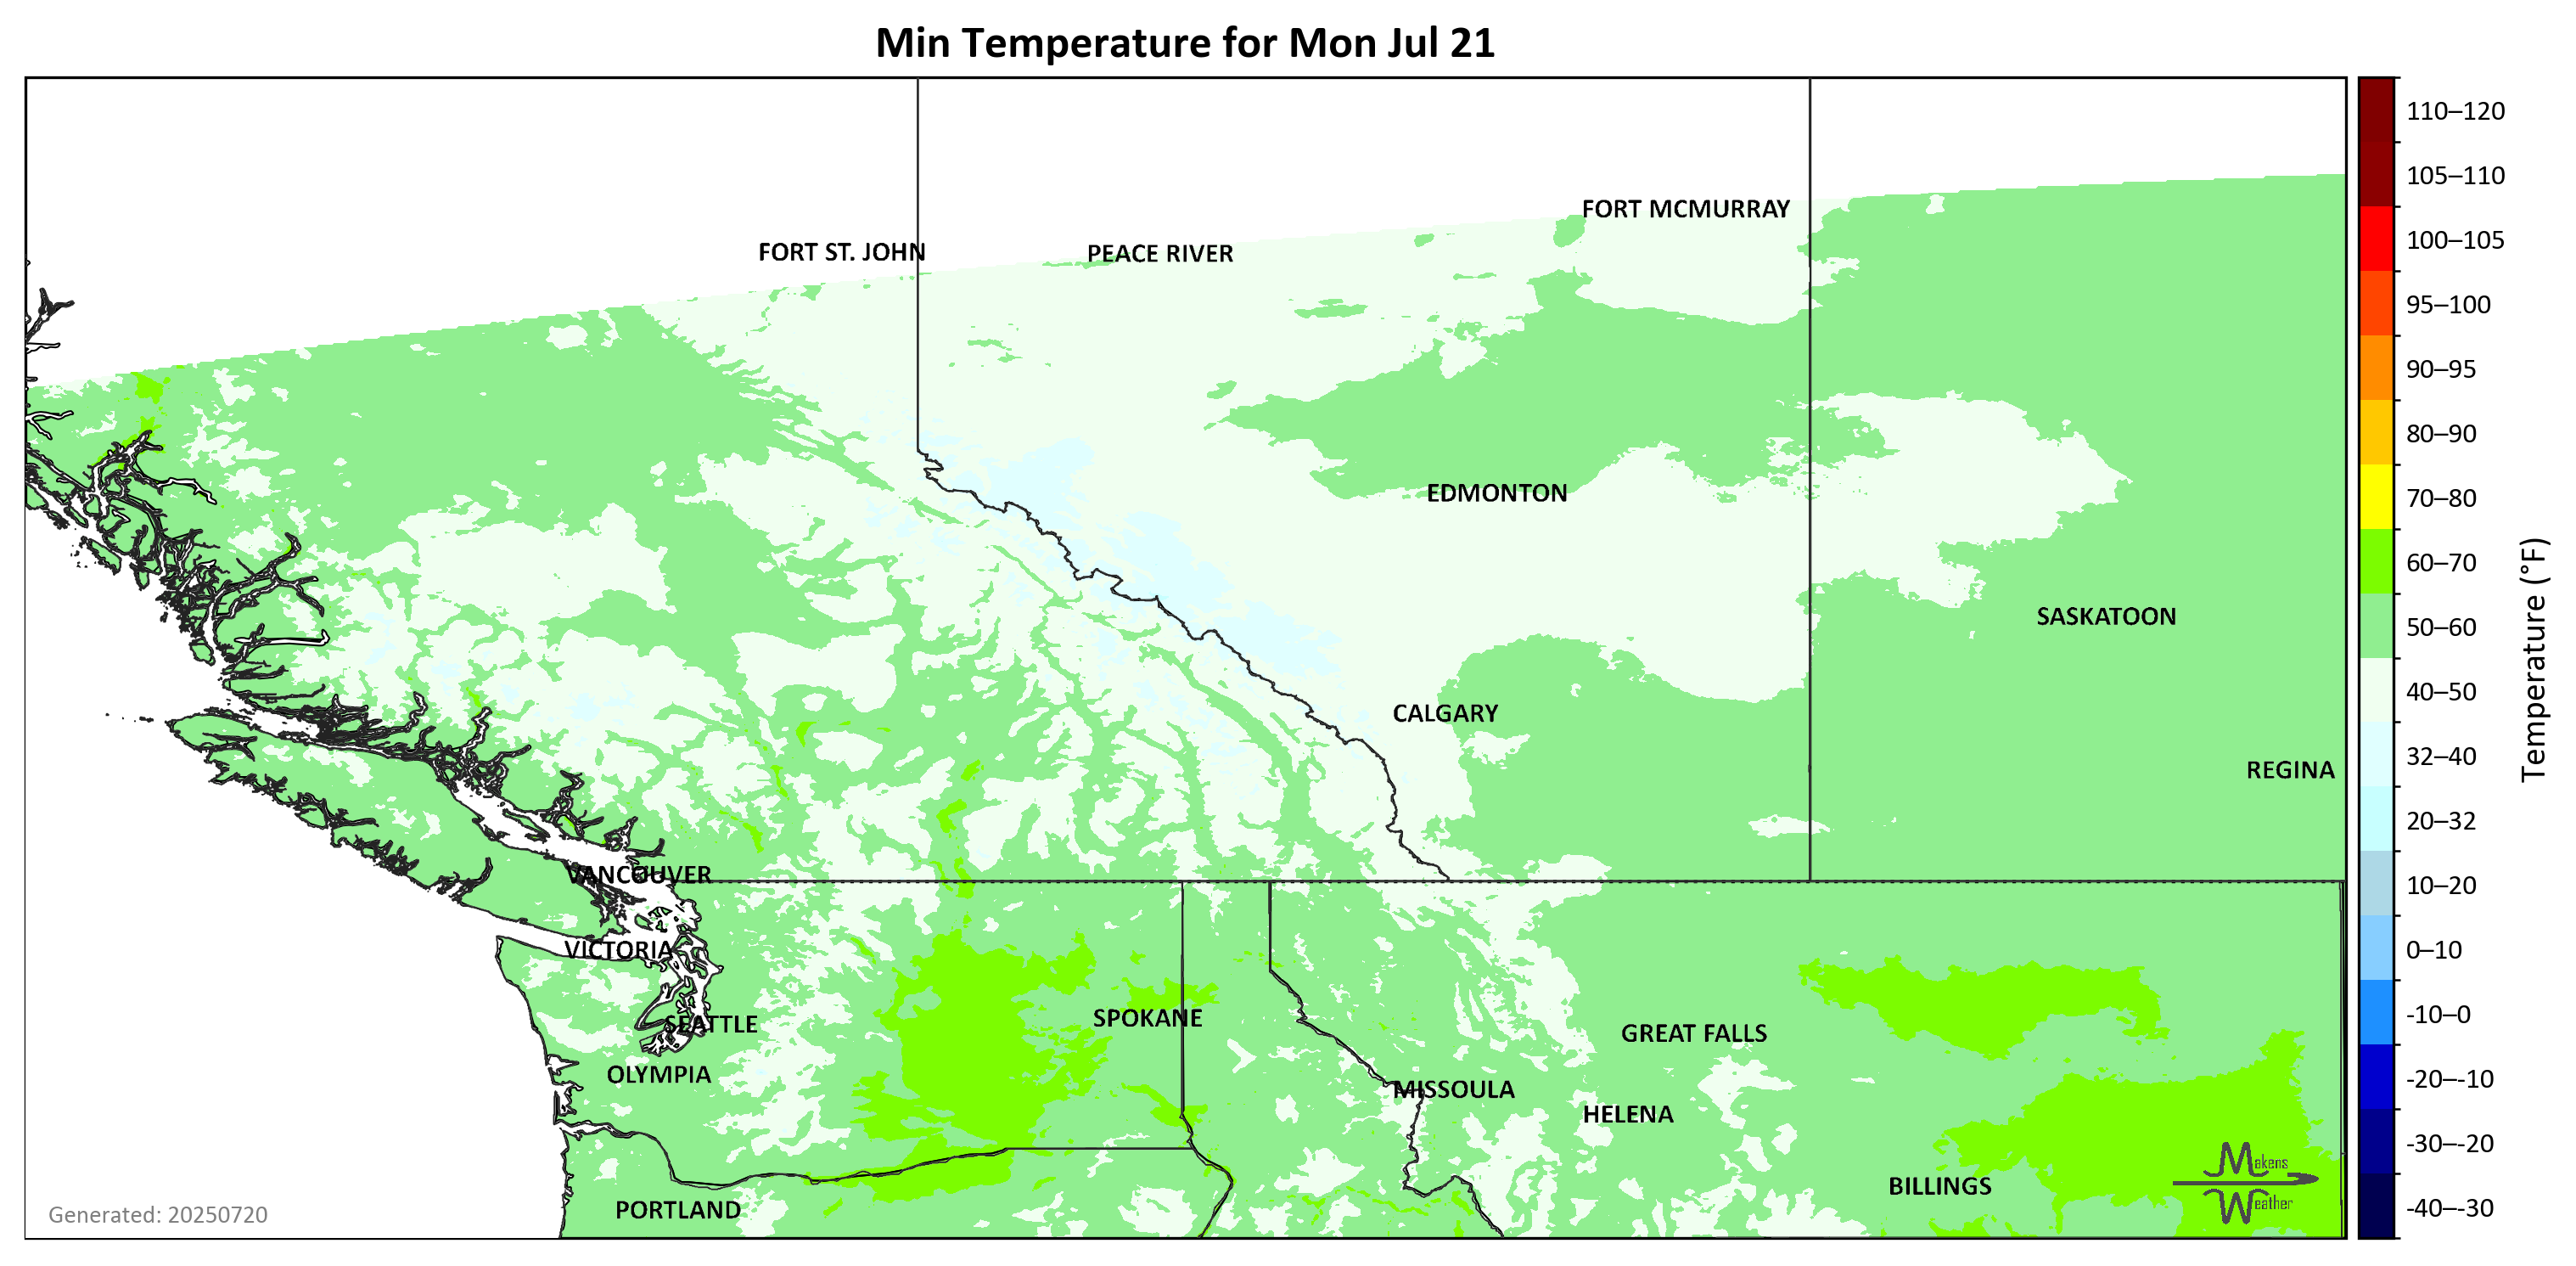 Min Temperature for Mon Jul 21
FORT MCMURRAY
FORT ST. JOHN
PEACE RIVER
EDMONTON
SASKATOON
CALGARY
REGINA
VANCOUVER
VICTORIA
SEATTLE
SPOKANE
GREAT FALLS
OLYMPIA
MISSOULA
HELENA
BILLINGS
PORTLAND
Makens
Weather
Generated: 20250720
110–120
105–110
100–105
95–100
90–95
80–90
70–80
60–70
50–60
40–50
32–40
20–32
10–20
0–10
-10–0
-20–-10
-30–-20
-40–-30
Temperature (°F)